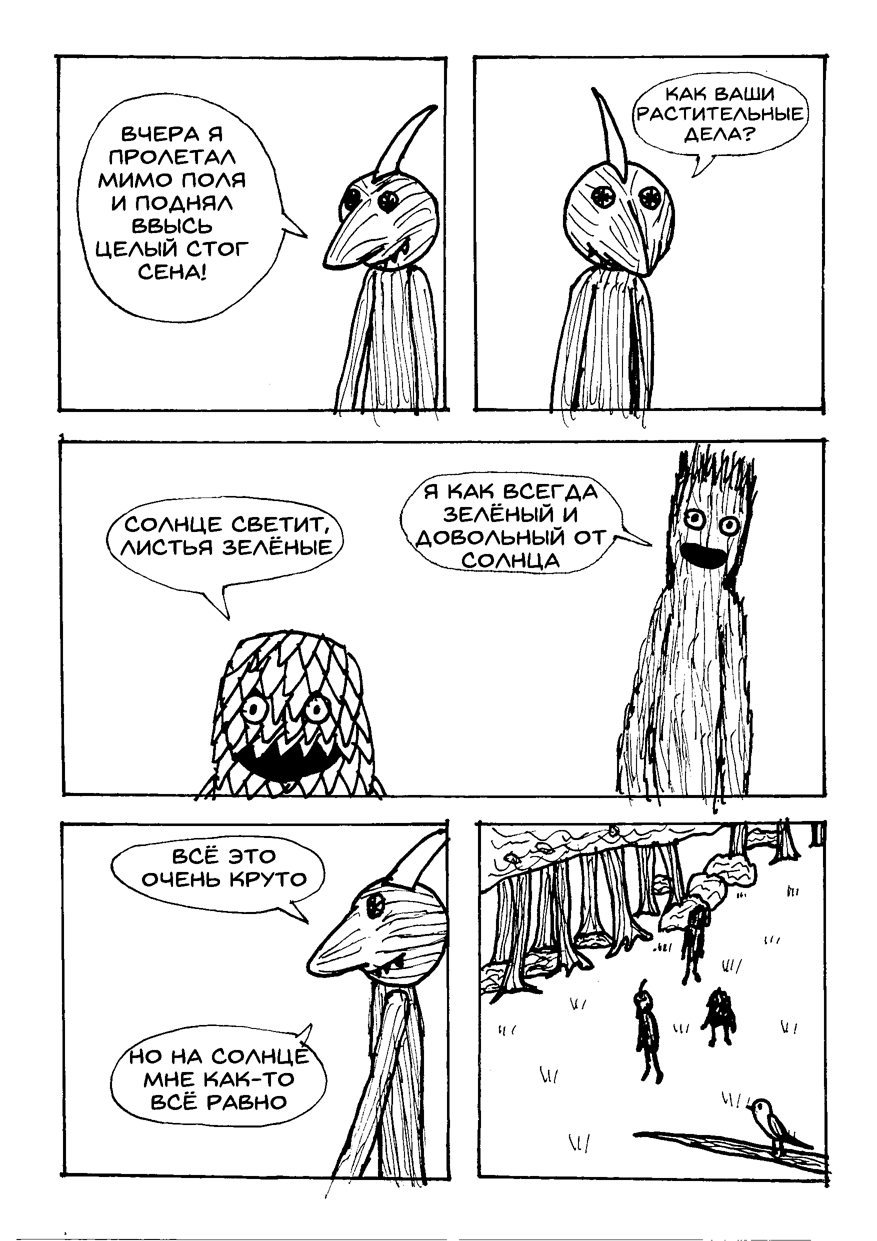 ВЧЕРА Я
ПРОЛЕТАЛ
МИМО ПОЛЯ
И ПОДНЯЛ
ВВЫСЬ
ЦЕЛЫЙ СТОГ
СЕНА!
КАК ВАШИ
РАСТИТЕЛЬНЫЕ
ДЕЛА?
СОЛНЦЕ СВЕТИТ,
ЛИСТЬЯ ЗЕЛЁНЫЕ
Я КАК ВСЕГДА
ЗЕЛЁНЫЙ И
ДОВОЛЬНЫЙ ОТ
СОЛНЦА
ВСЁ ЭТО
ОЧЕНЬ КРУТО
НО НА СОЛНЦЕ
МНЕ КАК-ТО
ВСЁ РАВНО